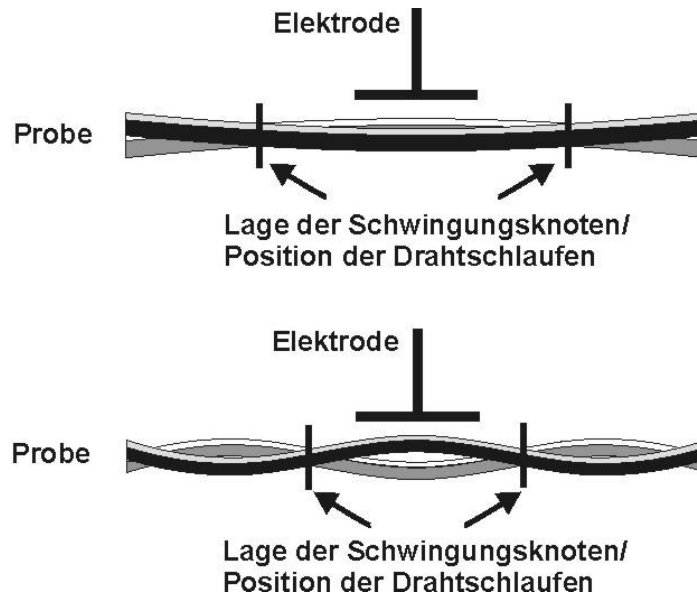 Elektrode
Probe
Lage der Schwingungsknoten/
Position der Drahtschlaufen
Elektrode
Probe
Lage der Schwingungsknoten/
Position der Drahtschlaufen